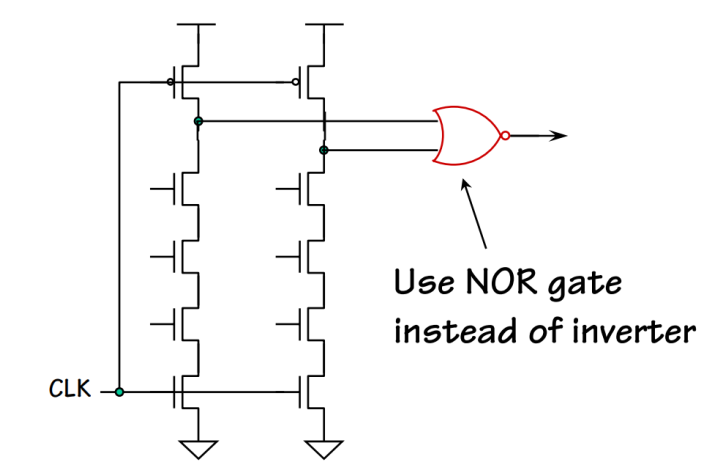 Use NOR gate
instead of inverter
CLK